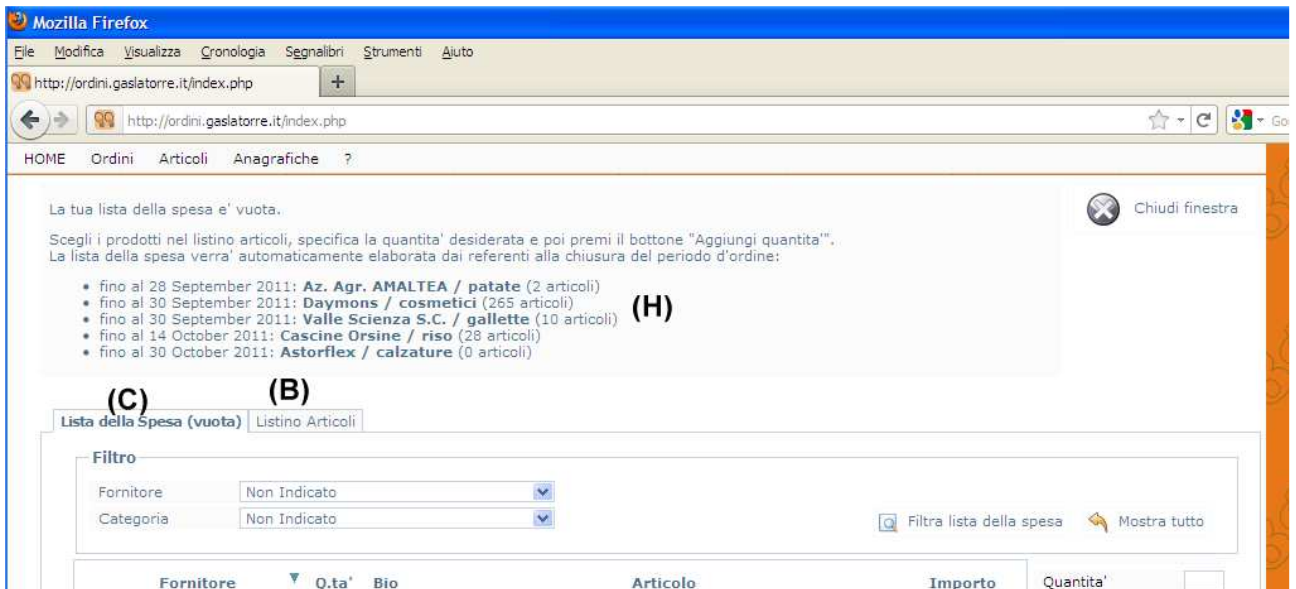 Mozilla Firefox
File Modifica Visualizza Cronologia Segnalibri Strumenti Aiuto
http://ordini.gaslatorre.it/index.php +
http://ordini.gaslatorre.it/index.php
HOME Ordini Articoli Anagrafiche ?
La tua lista della spesa e' vuota.
Chiudi finestra
Scegli i prodotti nel listino articoli, specifica la quantita' desiderata e poi premi il bottone "Aggiungi quantita'".
La lista della spesa verra' automaticamente elaborata dai referenti alla chiusura del periodo d'ordine:
• fino al 28 September 2011: Az. Agr. AMALTEA / patate (2 articoli)
• fino al 30 September 2011: Daymons / cosmetici (265 articoli)
• fino al 30 September 2011: Valle Scienza S.C. / gallette (10 articoli)
• fino al 14 October 2011: Cascine Orsine / riso (28 articoli)
• fino al 30 October 2011: Astorflex / calzature (0 articoli)
(H)
(C) (B)
Lista della Spesa (vuota) Listino Articoli
Filtro
Fornitore Non Indicato
Categoria Non Indicato
Filtra lista della spesa Mostra tutto
Fornitore Q.ta' Bio Articolo Importo Quantita'